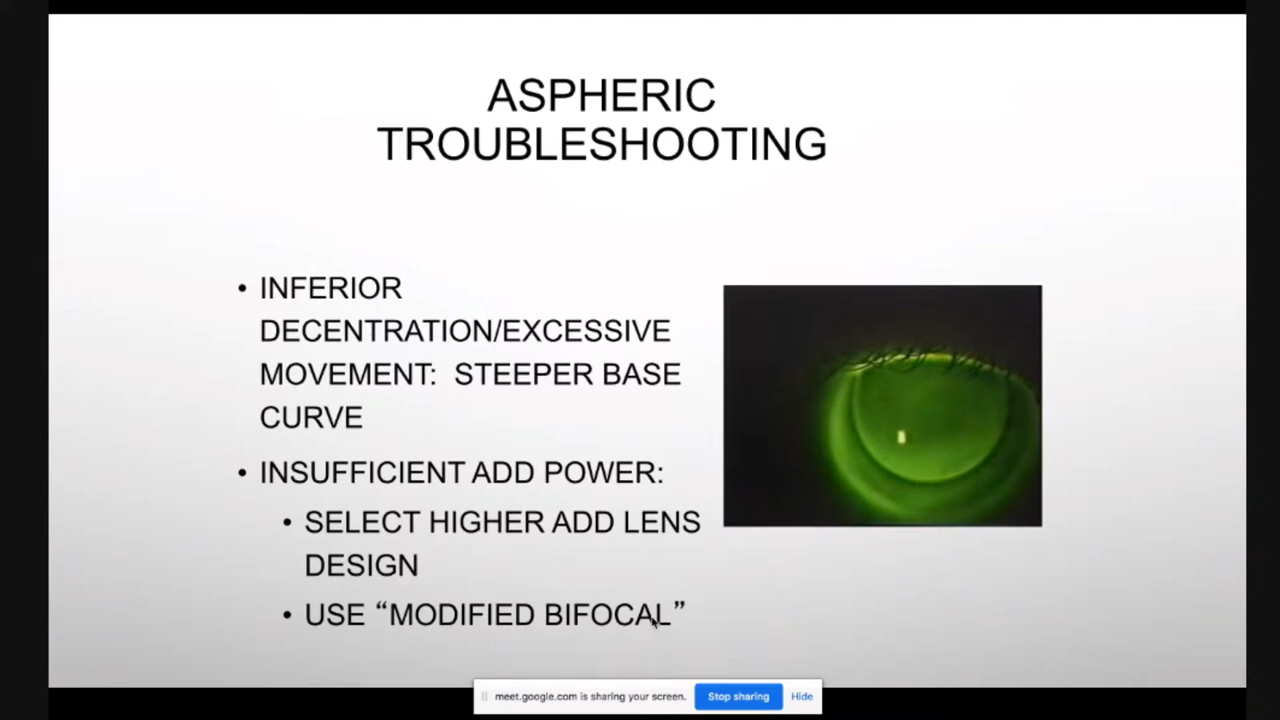 ASPHERIC
TROUBLESHOOTING
• INFERIOR
DECENTRATION/EXCESSIVE
MOVEMENT: STEEPER BASE
CURVE
• INSUFFICIENT ADD POWER:
• SELECT HIGHER ADD LENS
DESIGN
• USE “MODIFIED BIFOCAL”
meet.google.com is sharing your screen. Stop sharing Hide